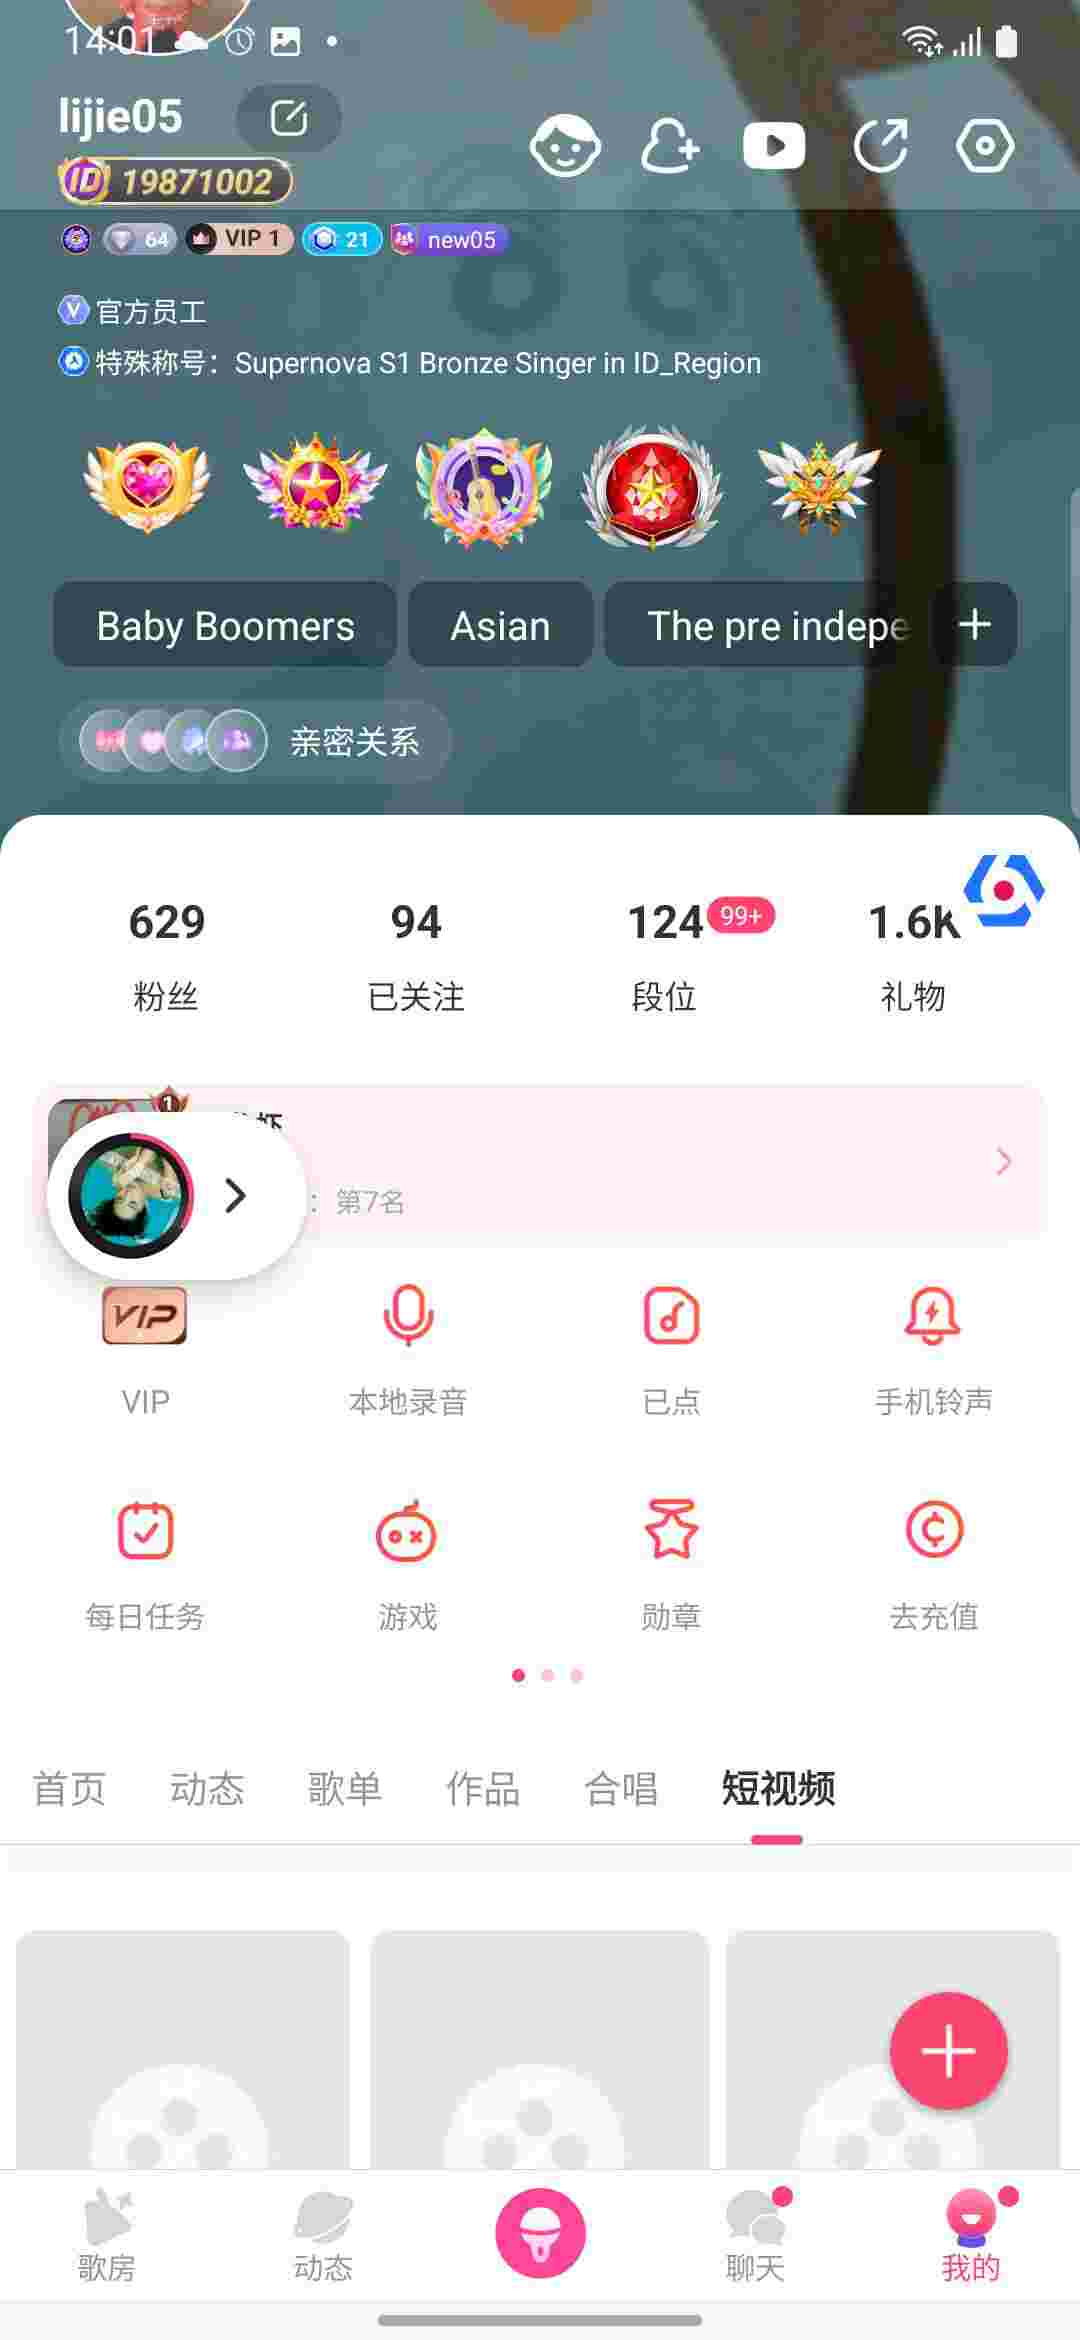 14:01
lijie05
ID 19871002
64 VIP 1 21 new05
官方员工
特殊称号：Supernova S1 Bronze Singer in ID_Region
Baby Boomers Asian The pre indepe +
亲密关系
629 94 124 99+ 1.6K
粉丝 已关注 段位 礼物
1
：第7名
VIP
VIP 本地录音 已点 手机铃声
每日任务 游戏 勋章 去充值
首页 动态 歌单 作品 合唱 短视频
歌房 动态 聊天 我的